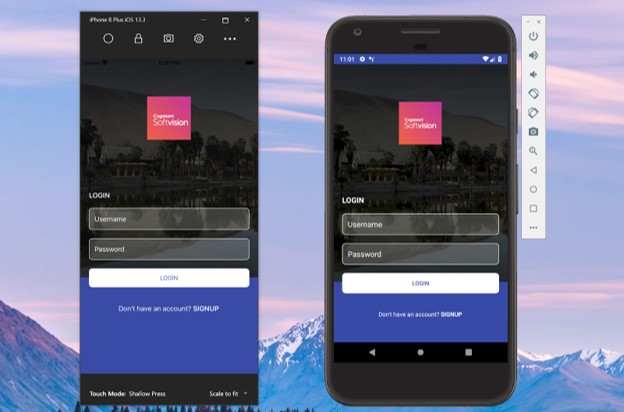 iPhone 8 Plus iOS 13.3
Cognizant
Softvision
LOGIN
Username
Password
LOGIN
Don't have an account? SIGNUP
Touch Mode: Shallow Press
Scale to fit
11:01
Cognizant
Softvision
LOGIN
Username
Password
LOGIN
Don't have an account? SIGNUP